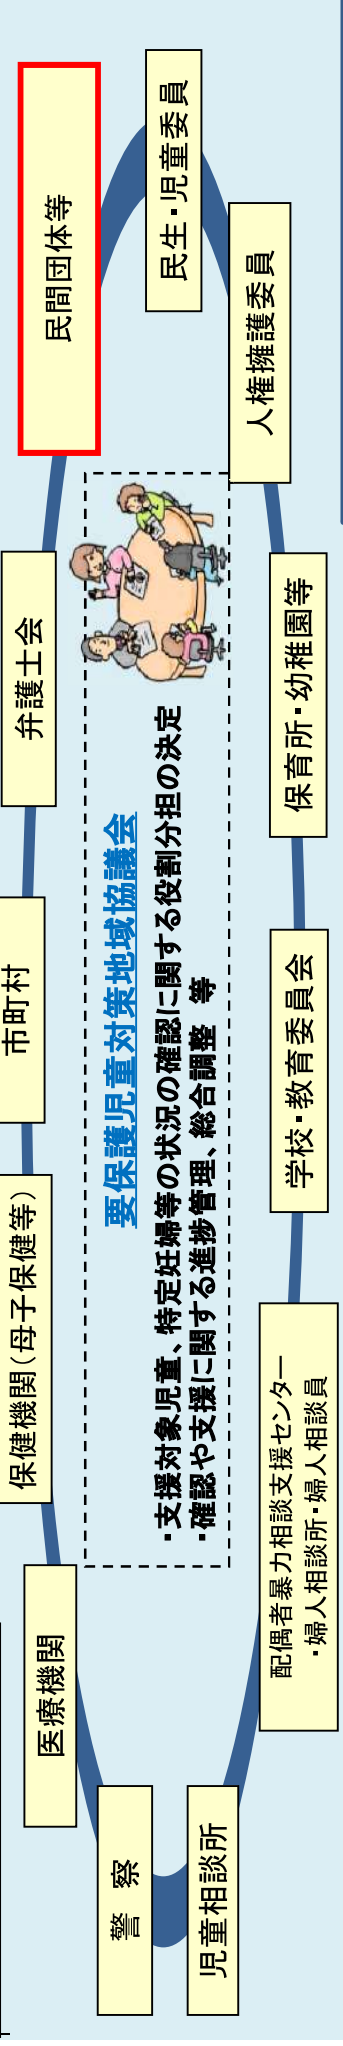 警　察
医療機関
保健機関（母子保健等）
市町村
弁護士会
民間団体等
民生・児童委員
人権擁護委員
要保護児童対策地域協議会
・支援対象児童、特定妊婦等の状況の確認に関する役割分担の決定
・確認や支援に関する進捗管理、総合調整　等
児童相談所
配偶者暴力相談支援センター
・婦人相談所・婦人相談員
学校・教育委員会
保育所・幼稚園等